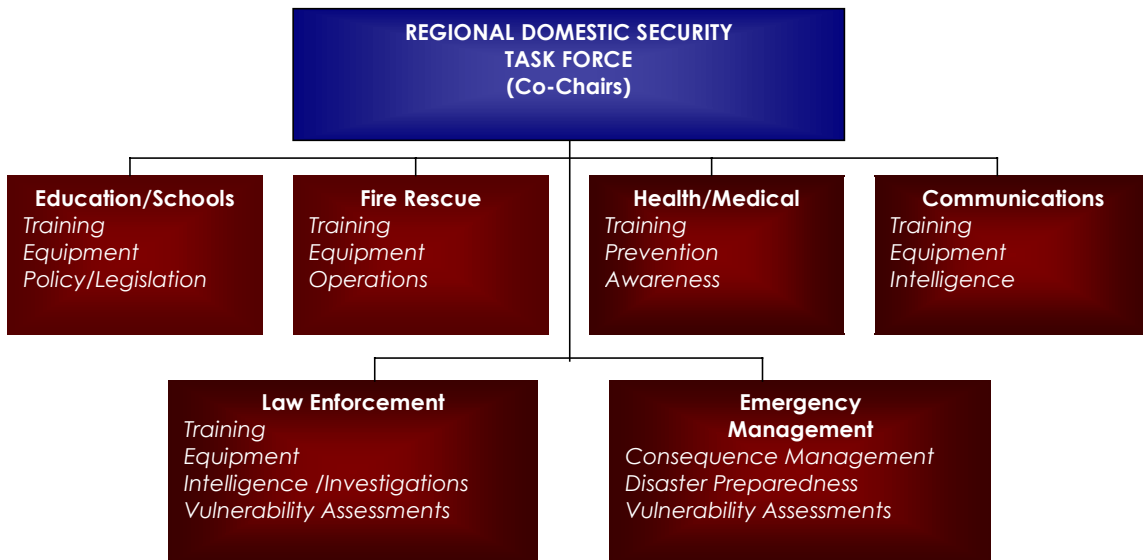 REGIONAL DOMESTIC SECURITY
TASK FORCE
(Co-Chairs)
Education/Schools
Training
Equipment
Policy/Legislation
Fire Rescue
Training
Equipment
Operations
Health/Medical
Training
Prevention
Awareness
Communications
Training
Equipment
Intelligence
Law Enforcement
Training
Equipment
Intelligence /Investigations
Vulnerability Assessments
Emergency
Management
Consequence Management
Disaster Preparedness
Vulnerability Assessments